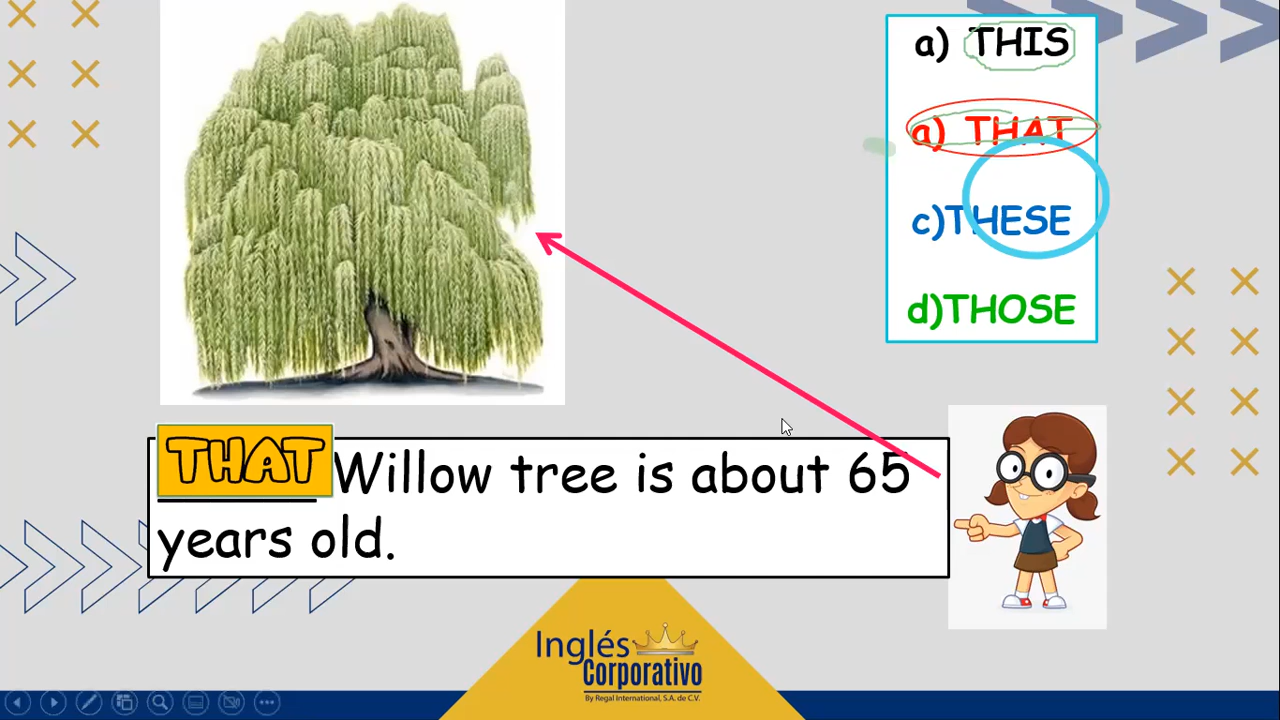 a) THIS
a) THAT
c)THESE
d)THOSE
THAT Willow tree is about 65
years old.
Inglés
Corporativo
By Regal International, S.A. de C.V.